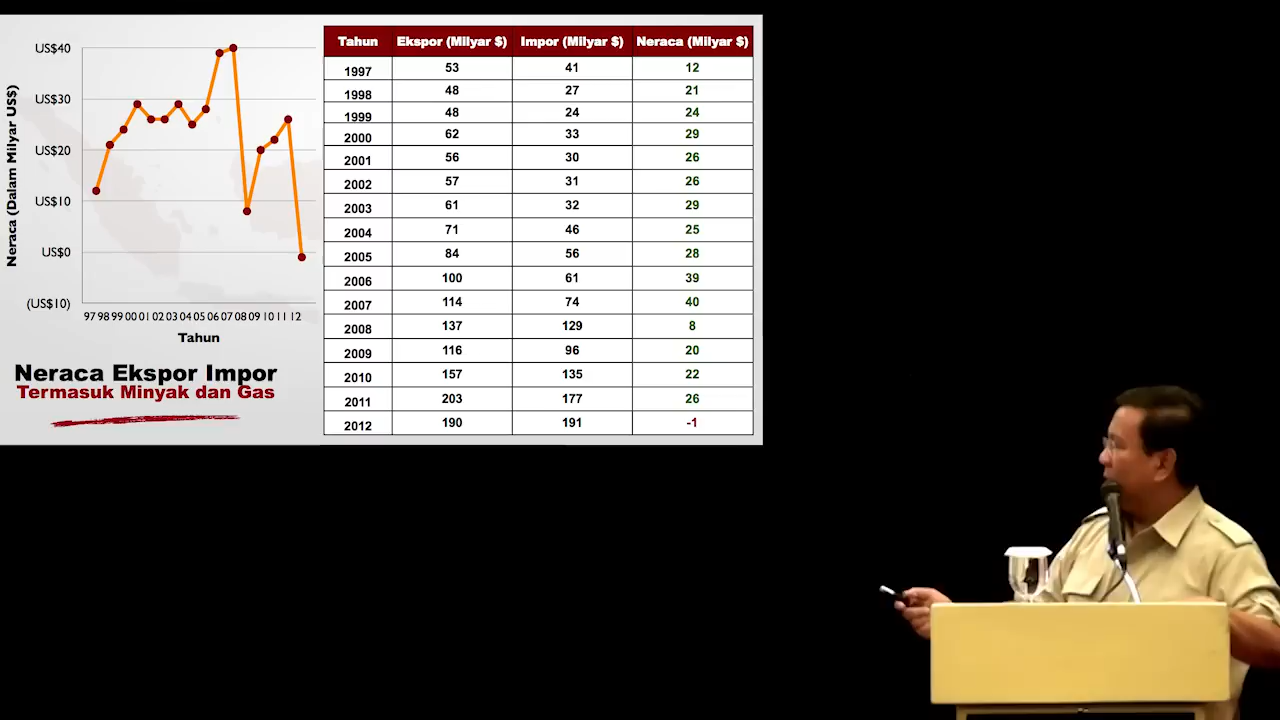 US$40
US$30
US$20
US$10
US$0
(US$10)
Neraca (Dalam Milyar US$)
97 98 99 00 01 02 03 04 05 06 07 08 09 10 11 12
Tahun
Neraca Ekspor Impor
Termasuk Minyak dan Gas
Tahun Ekspor (Milyar $) Impor (Milyar $) Neraca (Milyar $)
1997 53 41 12
1998 48 27 21
1999 48 24 24
2000 62 33 29
2001 56 30 26
2002 57 31 26
2003 61 32 29
2004 71 46 25
2005 84 56 28
2006 100 61 39
2007 114 74 40
2008 137 129 8
2009 116 96 20
2010 157 135 22
2011 203 177 26
2012 190 191 -1